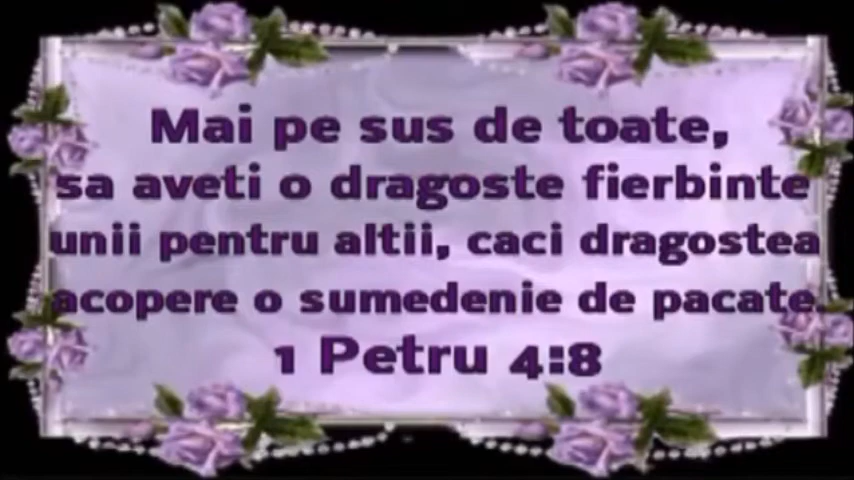 Mai pe sus de toate,
sa aveti o dragoste fierbinte
unii pentru altii, caci dragostea
acopere o sumedenie de pacate.
1 Petru 4:8